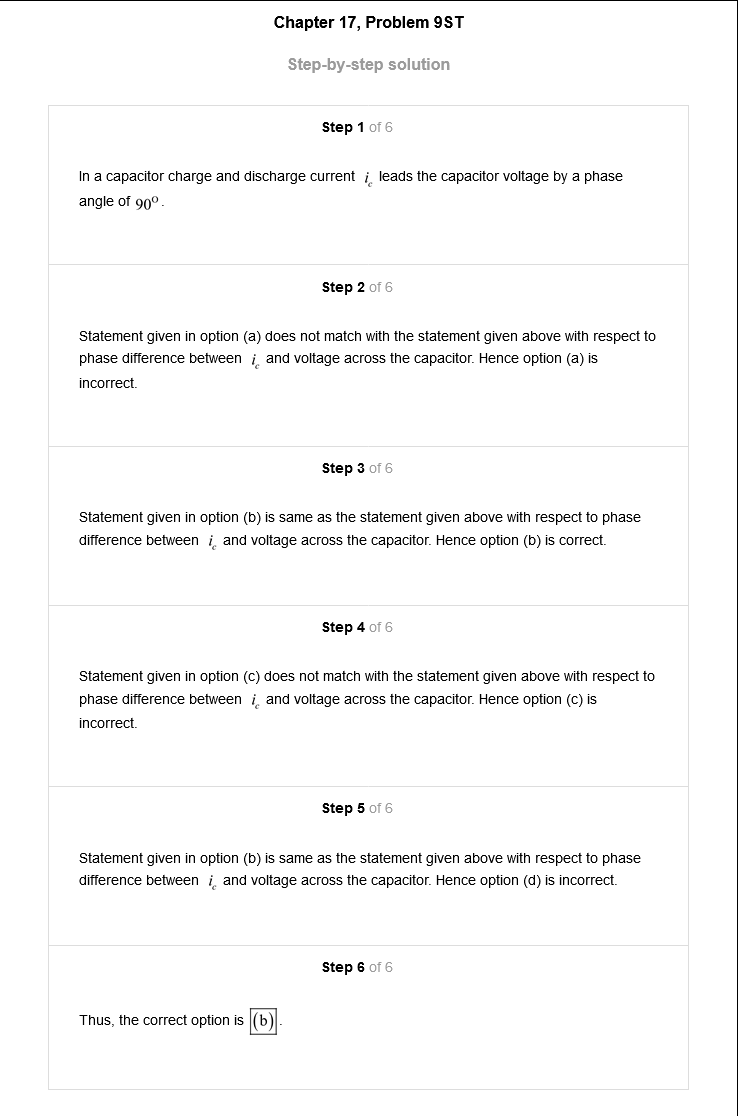 Chapter 17, Problem 9ST
Step-by-step solution
Step 1 of 6
In a capacitor charge and discharge current i_c leads the capacitor voltage by a phase
angle of 90°.
Step 2 of 6
Statement given in option (a) does not match with the statement given above with respect to
phase difference between i_c and voltage across the capacitor. Hence option (a) is
incorrect.
Step 3 of 6
Statement given in option (b) is same as the statement given above with respect to phase
difference between i_c and voltage across the capacitor. Hence option (b) is correct.
Step 4 of 6
Statement given in option (c) does not match with the statement given above with respect to
phase difference between i_c and voltage across the capacitor. Hence option (c) is
incorrect.
Step 5 of 6
Statement given in option (b) is same as the statement given above with respect to phase
difference between i_c and voltage across the capacitor. Hence option (d) is incorrect.
Step 6 of 6
Thus, the correct option is (b).